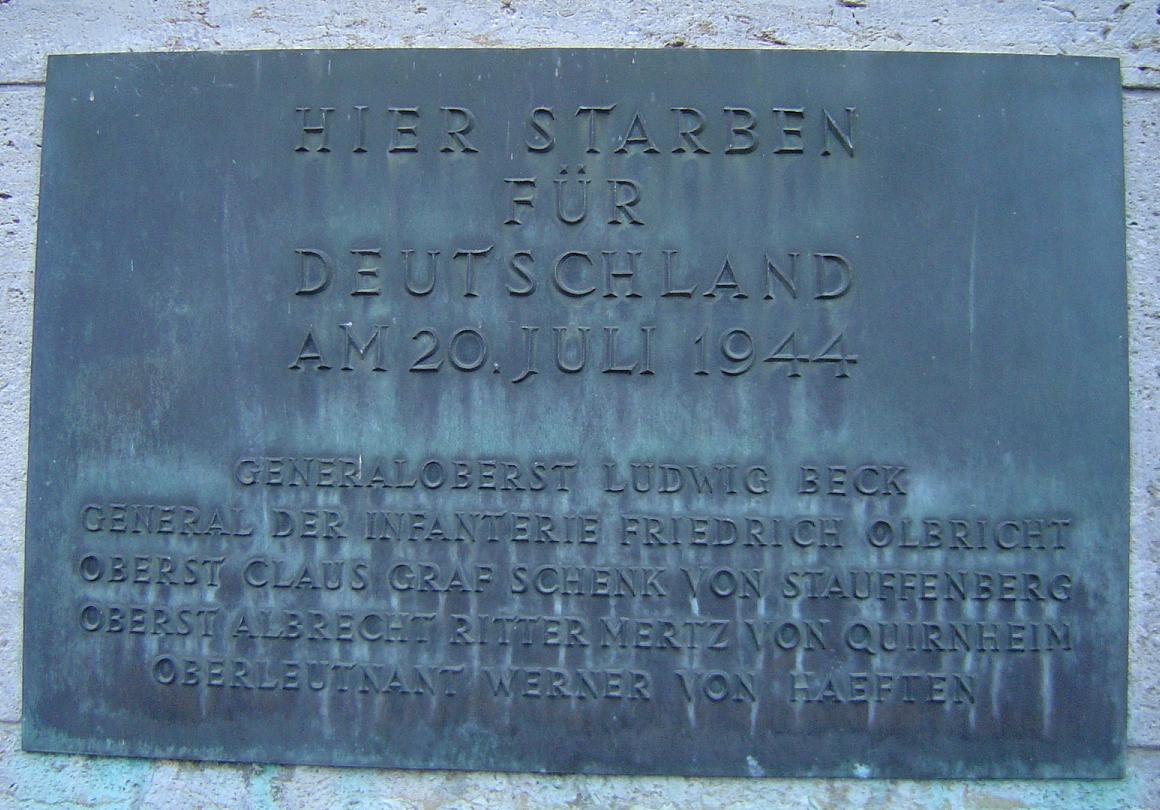 HIER STARBEN
FÜR
DEUTSCHLAND
AM 20. JULI 1944
GENERALOBERST LUDWIG BECK
GENERAL DER INFANTERIE FRIEDRICH OLBRICHT
OBERST CLAUS GRAF SCHENK VON STAUFFENBERG
OBERST ALBRECHT RITTER MERTZ VON QUIRNHEIM
OBERLEUTNANT WERNER VON HAEFTEN